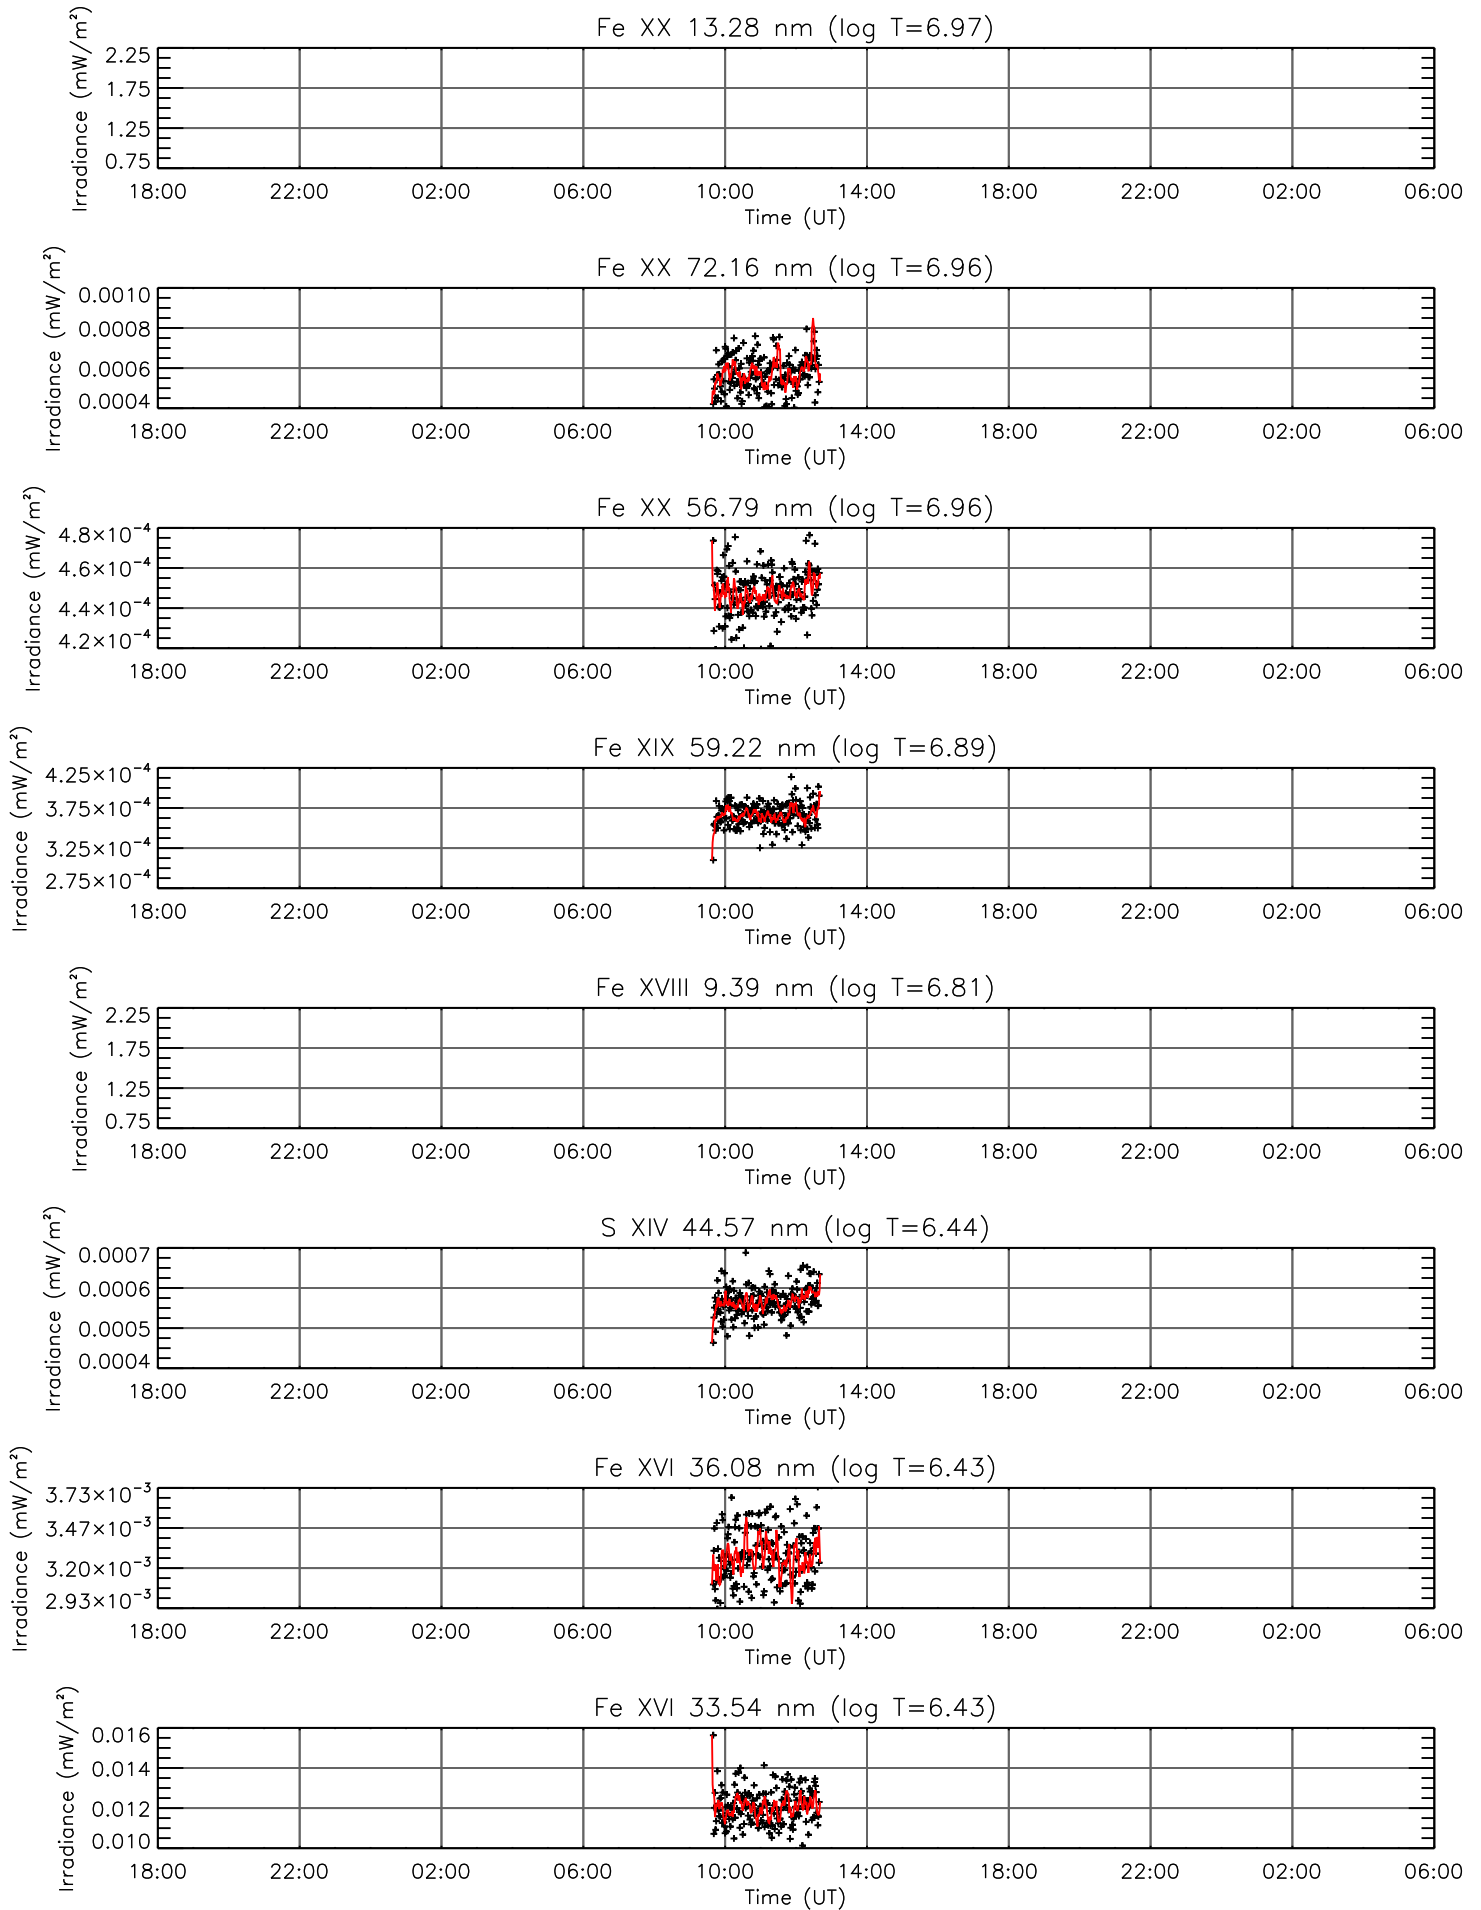 Fe XX 13.28 nm (log T=6.97)
Irradiance (mW/m²)
2.25
1.75
1.25
0.75
18:00 22:00 02:00 06:00 10:00 14:00 18:00 22:00 02:00 06:00
Time (UT)
Fe XX 72.16 nm (log T=6.96)
Irradiance (mW/m²)
0.0010
0.0008
0.0006
0.0004
18:00 22:00 02:00 06:00 10:00 14:00 18:00 22:00 02:00 06:00
Time (UT)
Fe XX 56.79 nm (log T=6.96)
Irradiance (mW/m²)
4.8×10⁻⁴
4.6×10⁻⁴
4.4×10⁻⁴
4.2×10⁻⁴
18:00 22:00 02:00 06:00 10:00 14:00 18:00 22:00 02:00 06:00
Time (UT)
Fe XIX 59.22 nm (log T=6.89)
Irradiance (mW/m²)
4.25×10⁻⁴
3.75×10⁻⁴
3.25×10⁻⁴
2.75×10⁻⁴
18:00 22:00 02:00 06:00 10:00 14:00 18:00 22:00 02:00 06:00
Time (UT)
Fe XVIII 9.39 nm (log T=6.81)
Irradiance (mW/m²)
2.25
1.75
1.25
0.75
18:00 22:00 02:00 06:00 10:00 14:00 18:00 22:00 02:00 06:00
Time (UT)
S XIV 44.57 nm (log T=6.44)
Irradiance (mW/m²)
0.0007
0.0006
0.0005
0.0004
18:00 22:00 02:00 06:00 10:00 14:00 18:00 22:00 02:00 06:00
Time (UT)
Fe XVI 36.08 nm (log T=6.43)
Irradiance (mW/m²)
3.73×10⁻³
3.47×10⁻³
3.20×10⁻³
2.93×10⁻³
18:00 22:00 02:00 06:00 10:00 14:00 18:00 22:00 02:00 06:00
Time (UT)
Fe XVI 33.54 nm (log T=6.43)
Irradiance (mW/m²)
0.016
0.014
0.012
0.010
18:00 22:00 02:00 06:00 10:00 14:00 18:00 22:00 02:00 06:00
Time (UT)